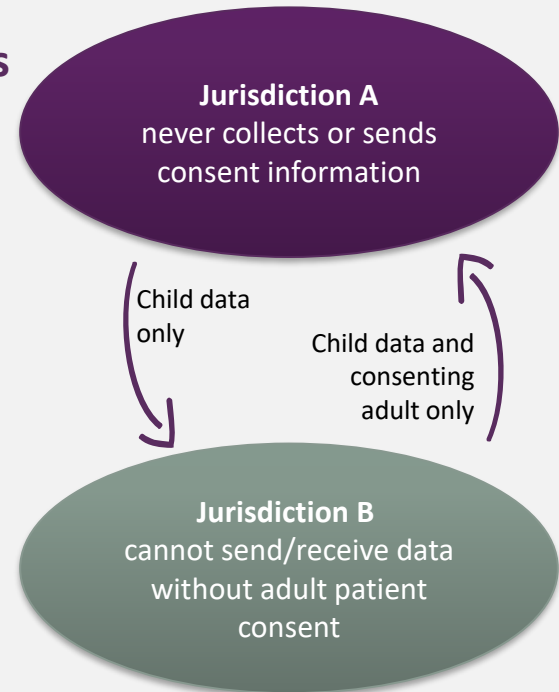 s
Jurisdiction A
never collects or sends
consent information
Child data
only
Child data and
consenting
adult only
Jurisdiction B
cannot send/receive data
without adult patient
consent